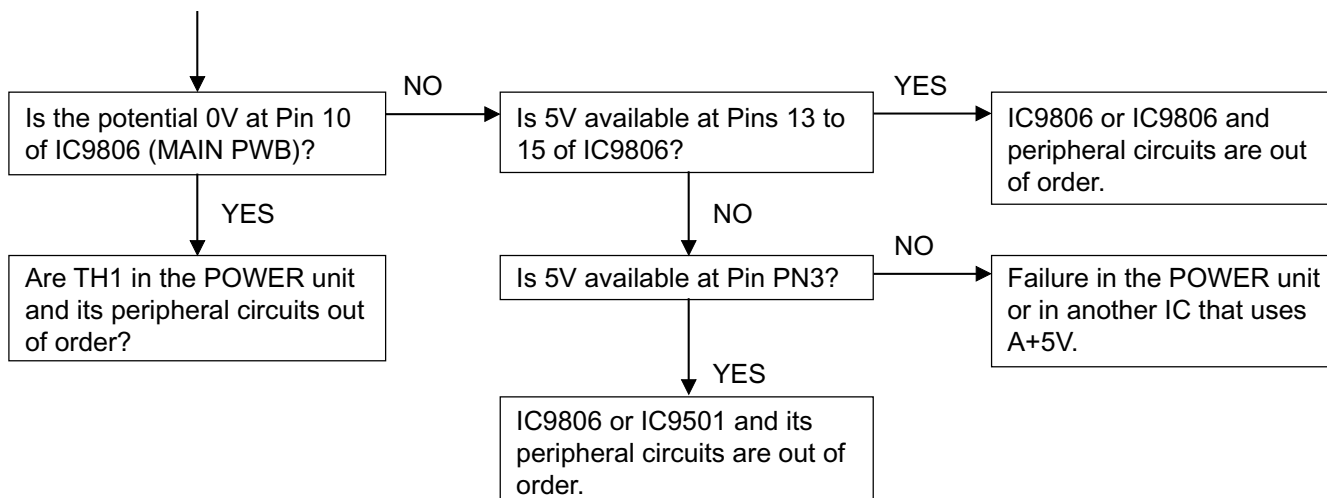 NO
YES
Is the potential 0V at Pin 10
of IC9806 (MAIN PWB)?
Is 5V available at Pins 13 to
15 of IC9806?
IC9806 or IC9806 and
peripheral circuits are out
of order.
YES
NO
NO
Are TH1 in the POWER unit
and its peripheral circuits out
of order?
Is 5V available at Pin PN3?
Failure in the POWER unit
or in another IC that uses
A+5V.
YES
IC9806 or IC9501 and its
peripheral circuits are out of
order.